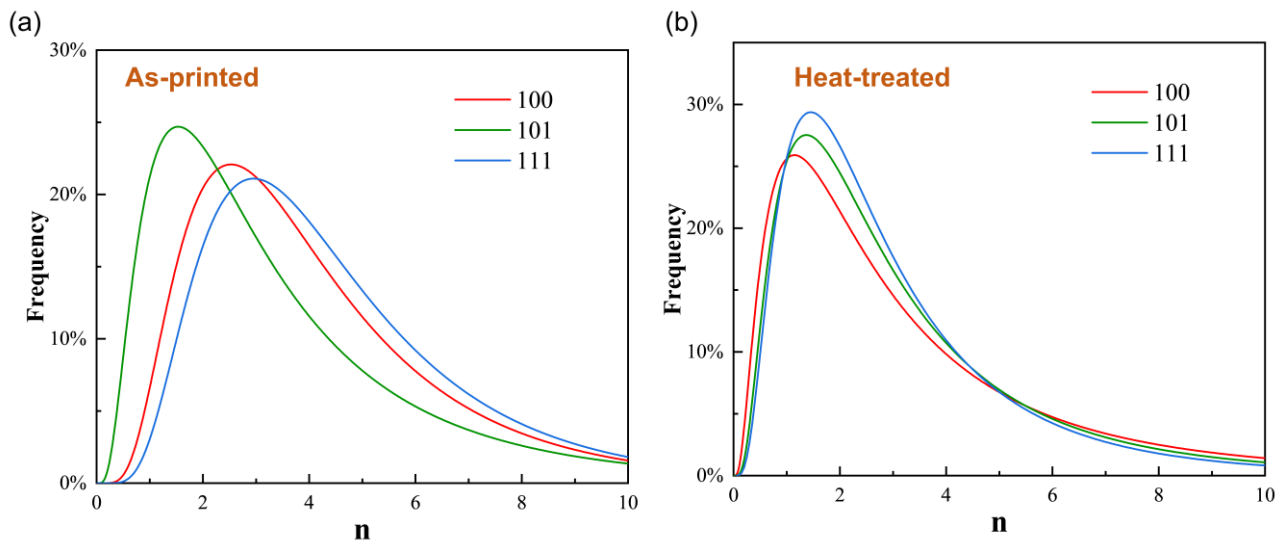 (a)
As-printed
100
101
111
30%
20%
10%
0%
Frequency
0 2 4 6 8 10
n
(b)
Heat-treated
100
101
111
30%
20%
10%
0%
Frequency
0 2 4 6 8 10
n